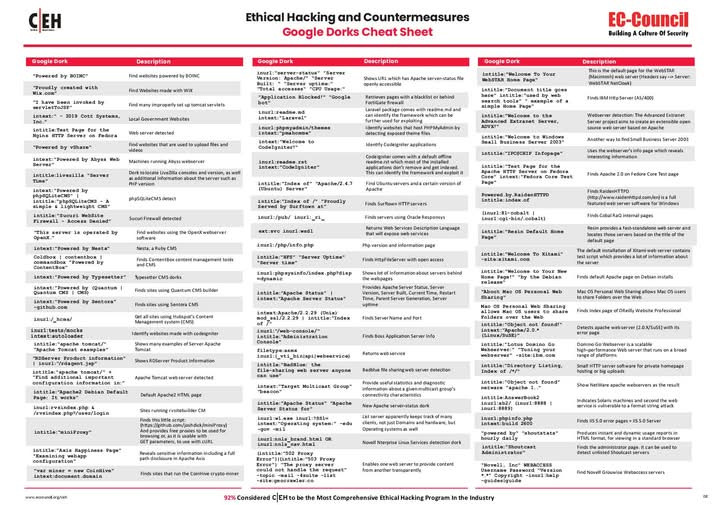 C|EH
Ethical Hacking and Countermeasures
Google Dorks Cheat Sheet
EC-Council
Building A Culture Of Security
Google Dork Description
"Powered by BOINC" Find websites powered by BOINC
"Proudly created with
Wix.com" Find Websites made with WiX
"I have been invoked by
servletToJSP" Find many improperly set up tomcat servlets
intext:" - 2019 Cott Systems,
Inc." Local Government Websites
intitle:Test Page for the
Nginx HTTP Server on Fedora Web server detected
"Powered by vShare" Find websites that are used to upload files and
videos
intext:"Powered by Abyss Web
Server" Machines running Abyss webserver
intitle:livezilla "Server
Time" Dork to locate LiveZilla consoles and version, as well
as additional information about the server such as
PHP version
intext:"Powered by
phpSQLiteCMS" |
intitle:"phpSQLiteCMS - A
simple & lightweight CMS" phpSQLiteCMS detect
intitle:"Sucuri WebSite
Firewall - Access Denied" Sucuri Firewall detected
"This server is operated by
OpenX." Find websites using the OpenX webserver
software
intext:"Powered by Nesta" Nesta, a Ruby CMS
Coldbox | contentbox |
commandbox "Powered by
ContentBox" Find ContentBox content management tools
and CMS
intext:"Powered by Typesetter" Typesetter CMS dorks
intext:"Powered by (Quantum |
Quantum CMS | CMS) Find sites using Quantum CMS builder
intext:"Powered by Sentora"
-github.com Find sites using Sentora CMS
inurl:/_hcms/ Get all sites using Hubspot's Content
Management system (CMS)
inurl:tests/mocks
intext:autoloader Identify websites made with codeigniter
intitle:"apache tomcat/"
"Apache Tomcat examples" Shows many examples of Server Apache
Tomcat
"RSServer Product information"
| inurl:"/rdagent.jsp" Shows RSServer Product Information
intitle:"apache tomcat/" +
"Find additional important
configuration information in:" Apache Tomcat web server detected
intitle:"Apache2 Debian Default
Page: It works" Default Apache2 HTML page
inurl:rvsindex.php &
/rvsindex.php?/user/login Sites running rvsitebuilder CM
intitle:"miniProxy" Finds this little script:
(https://github.com/joshdick/miniProxy)
And provides free proxies to be used for
browsing or, as it is usable with
GET parameters, to use with LURL
intitle:"Axis Happiness Page"
"Examining webapp
configuration" Reveals sensitive information including a full
path disclosure in Apache Axis
"var miner = new CoinHive"
intext:document.domain Find sites that run the Coinhive crypto miner
Google Dork Description
inurl:"server-status" "Server
Version: Apache/" "Server
Built: " "Server uptime:"
"Total accesses" "CPU Usage:" Shows URL which has Apache server-status file
openly accessible
"Application Blocked!" "Google
bot" Retrieves pages with a blacklist or behind
FortiGate firewall
inurl:readme.md
intext:"Laravel" Laravel package comes with readme.md and
can identify the framework which can be
further used for exploiting
inurl:phpmyadmin/themes
intext:"pmahomme" Identify websites that host PHPMyAdmin by
detecting exposed theme files
intext:"Welcome to
CodeIgniter!" Identify CodeIgniter applications
inurl:readme.rst
intext:"CodeIgniter" CodeIgniter comes with a default offline
readme.rst which most of the installed
applications don't remove and get indexed.
This can identify the framework and exploit it
intitle:"Index of" "Apache/2.4.7
(Ubuntu) Server" Find Ubuntu servers and a certain version of
Apache
intitle:"Index of /" "Proudly
Served by Surftown at" Finds Surftown HTTP servers
inurl:/pub/ inurl:_ri_ Finds servers using Oracle Responsys
ext:svc inurl:wsdl Returns Web Services Description Language
that will expose web services
inurl:/php/info.php Php version and information page
intitle:"HFS" "Server Uptime"
"Server time" Finds HttpFileServer with open access
inurl:phpsysinfo/index.php?disp
=dynamic Shows lot of information about servers
behind the webpages
intitle:"Apache Status" |
intext:"Apache Server Status" Provides Apache Server Status, Server
Version, Server Built, Current Time, Restart
Time, Parent Server Generation, Server
uptime
intext:Apache/2.2.29 (Unix)
mod_ssl/2.2.29 | intitle:"Index
of /" Finds Server Name and Port
inurl:"/web-console/"
intitle:"Administration
Console" Finds Boss Application Server Info
filetype:asmx
inurl:(_vti_bin|api|webservice) Returns web service
intitle:"BadBlue: the
file-sharing web server anyone
can use" Badblue file sharing web server detection
intext:"Target Multicast Group"
"beacon" Provide useful statistics and diagnostic
information about a given multicast group's
connectivity characteristics
intitle:"Apache Status" "Apache
Server Status for" New Apache Server-status dork
inurl:wl.exe inurl:?SS1=
intext:"Operating system:" -edu
-gov -mil List server apparently keeps track of many
clients, not just Domains and hardware, but
Operating systems as well
inurl:nnls_brand.html OR
inurl:nnls_nav.html Novell Nterprise Linux Services detection dork
(intitle:"502 Proxy
Error")|(intitle:"503 Proxy
Error") "The proxy server
could not handle the request"
-topic -mail -4suite -list
-site:geocrawler.co Enables one web server to provide content
from another transparently
Google Dork Description
intitle:"Welcome To Your
WebSTAR Home Page" This is the default page for the WebSTAR
(Macintosh) web server (Headers say --> Server:
WebSTAR NetCloak)
intitle:"Document title goes
here" intitle:"used by web
search tools" " example of a
simple Home Page" Finds IBM Http Server (AS/400)
intitle:"Welcome to the
Advanced Extranet Server,
ADVX!" Webserver detection: The Advanced Extranet
Server project aims to create an extensible open
source web server based on Apache
intitle:"Welcome to Windows
Small Business Server 2003" Another way to find Small Business Server 2003
intitle:"IPC@CHIP Infopage" Uses the webserver's info page which reveals
interesting information
intitle:"Test Page for the
Apache HTTP Server on Fedora
Core" intext:"Fedora Core Test
Page" Finds Apache 2.0 on Fedora Core Test page
Powered.by.RaidenHTTPD
intitle:index.of Finds RaidenHTTPD
(http://www.raidenhttpd.com/en) is a full
featured web server software for Windows
inurl:81-cobalt |
inurl:cgi-bin/.cobalt/ Finds Cobal RaQ internal pages
intitle:"Resin Default Home
Page" Resin provides a fast standalone web server and
locates those servers based on the title of the
default page
intitle:"Welcome To Xitami"
-site:xitami.com The default installation of Xitami web server contains
test script which provides a lot of information about
the server
intitle:"Welcome to Your New
Home Page!" "by the Debian
release" Finds default Apache page on Debian installs
"About Mac OS Personal Web
Sharing" Mac OS Personal Web Sharing allows Mac OS users
to share Folders over the Web
Mac OS Personal Web Sharing
allows Mac OS users to share
Folders over the Web Finds index page of OReilly WebSite Professional
intitle:"Object not found!"
intext:"Apache/2.0.*
(Linux/SuSE)" Detects apache web server (2.0.X/SuSE) with its
error page
intitle:"Lotus Domino Go
Webserver:" "Tuning your
webserver" -site:ibm.com Domino Go Webserver is a scalable
high-performance Web server that runs on a broad
range of platforms
intitle:"Directory Listing,
Index of /*/" Small HTTP server software for private homepage
hosting or big uploads
intitle:"Object not found"
netware "apache 1.." Show NetWare apache webservers as the result
intitle:AnswerBook2
inurl:ab2/ (inurl:8888 |
inurl:8889) Indicates Solaris machines and second the web
service is vulnerable to a format string attack
inurl:phpinfo.php
intext:build 2600 Finds IIS 5.0 error pages = IIS 5.0 Server
"powered by" "shoutstats"
hourly daily Produces instant and dynamic usage reports in
HTML format, for viewing in a standard browser
intitle:"Shoutcast
Administrator" Finds the administrator page. It can be used to
detect unlisted SHOUTcast servers
"Novell, Inc" WEBACCESS
Username Password "Version
*.*" Copyright -inurl:help
-guides|guide Find Novell Groupwise Webaccess servers
www.eccouncil.org/ceh
92% Considered C|EH to be the Most Comprehensive Ethical Hacking Program In the Industry